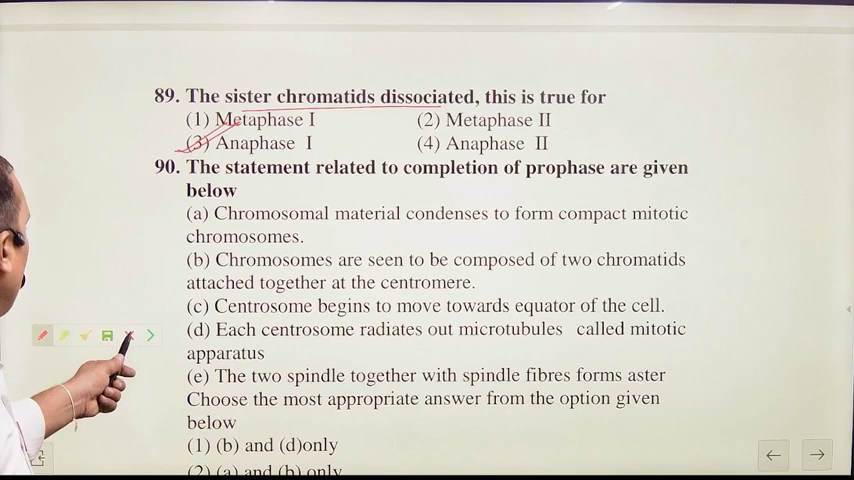 89. The sister chromatids dissociated, this is true for
(1) Metaphase I (2) Metaphase II
(3) Anaphase I (4) Anaphase II
90. The statement related to completion of prophase are given
below
(a) Chromosomal material condenses to form compact mitotic
chromosomes.
(b) Chromosomes are seen to be composed of two chromatids
attached together at the centromere.
(c) Centrosome begins to move towards equator of the cell.
(d) Each centrosome radiates out microtubules called mitotic
apparatus
(e) The two spindle together with spindle fibres forms aster
Choose the most appropriate answer from the option given
below
(1) (b) and (d)only
(2) (a) and (b) only